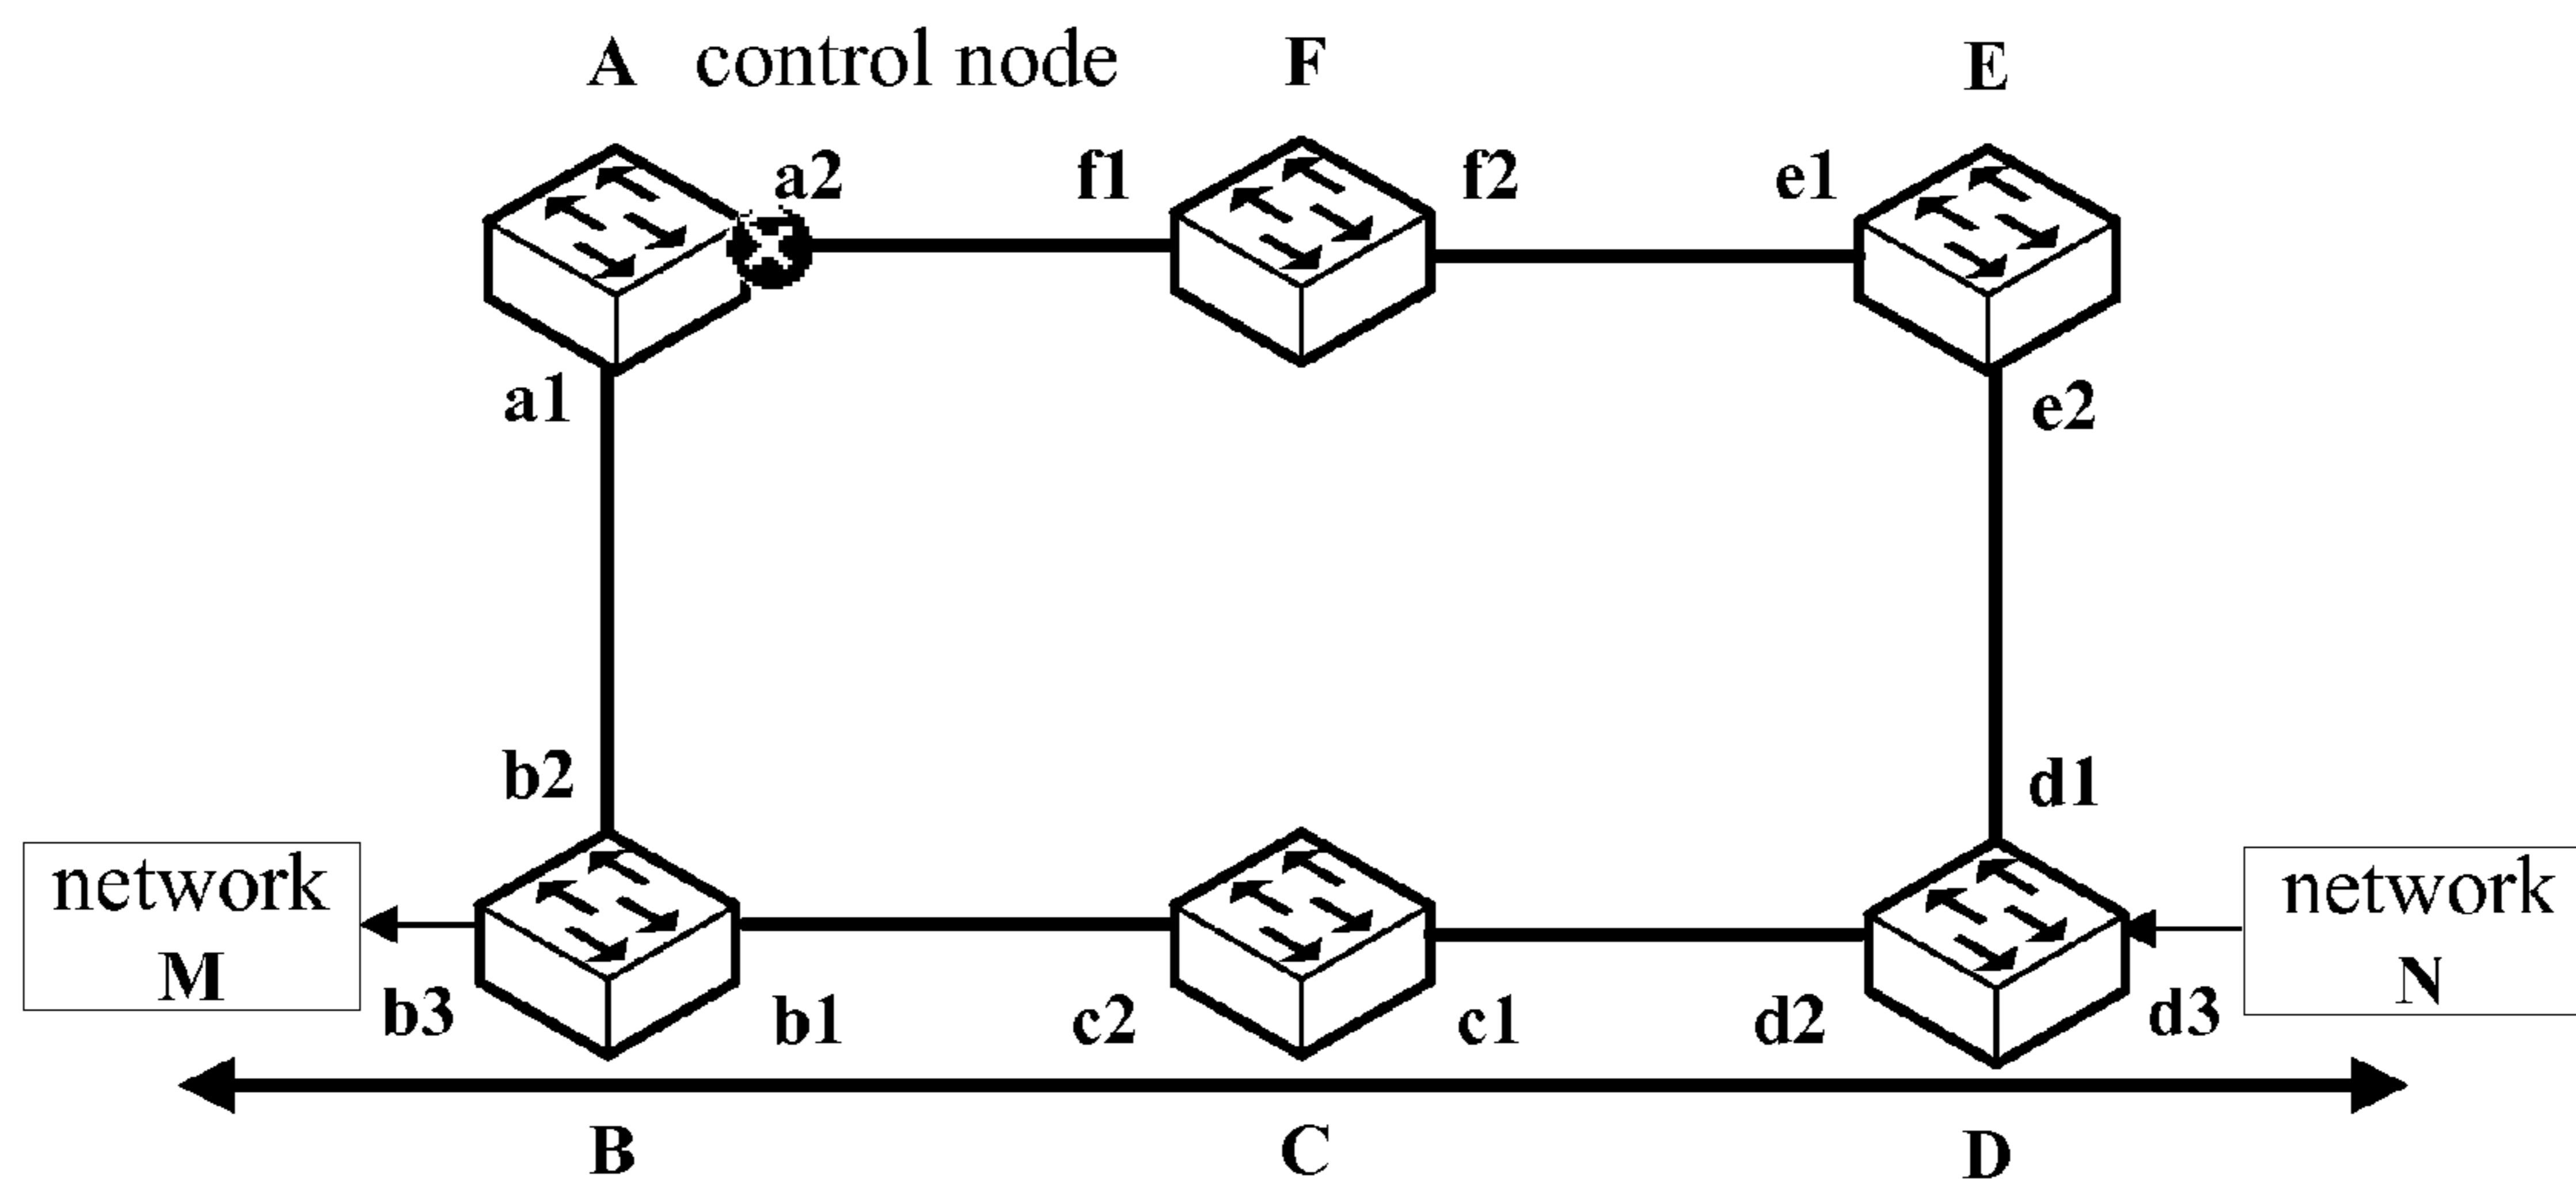 A control node F E
a2 f1 f2 e1
a1 e2
b2 d1
network
M
network
N
b3 b1 c2 c1 d2 d3
B C D